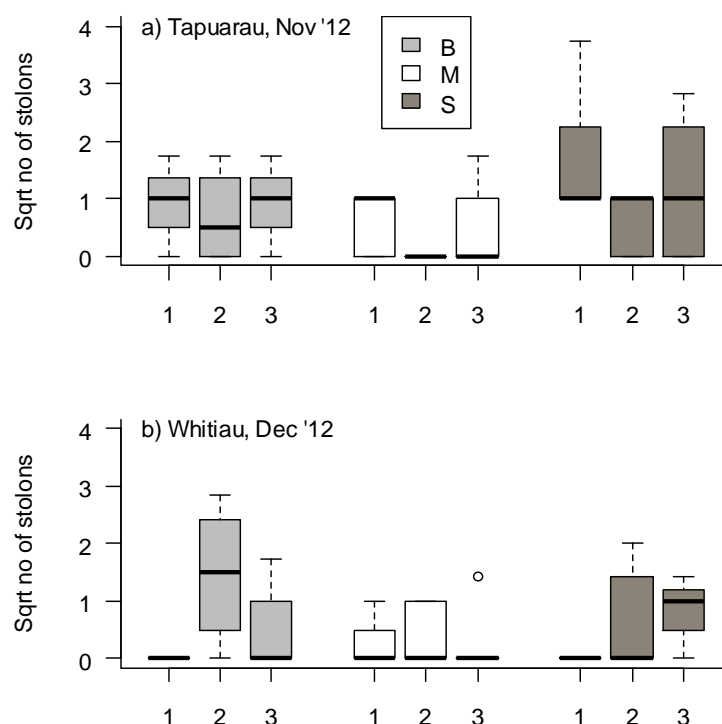 a) Tapuarau, Nov '12
B
M
S
Sqrt no of stolons
4
3
2
1
0
1 2 3 1 2 3 1 2 3
b) Whitiau, Dec '12
Sqrt no of stolons
4
3
2
1
0
1 2 3 1 2 3 1 2 3